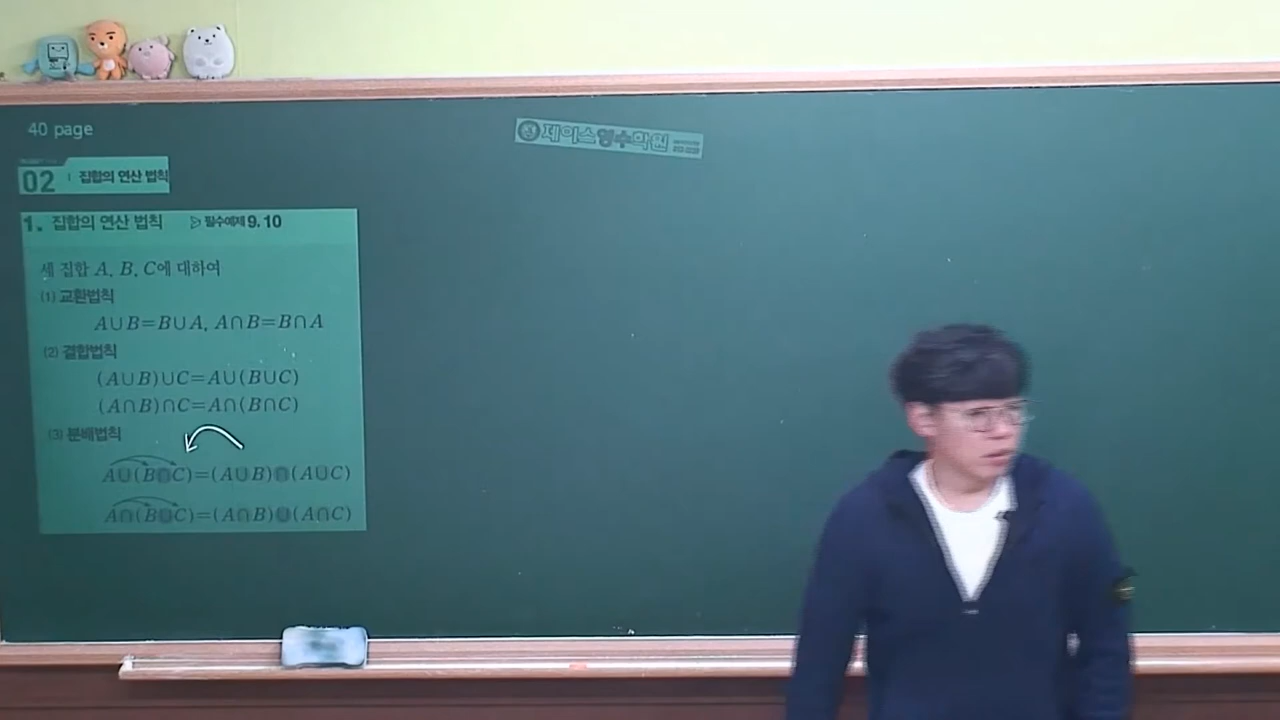 40 page
제이스영수학원
02 집합의 연산 법칙
1. 집합의 연산 법칙 ▷ 필수예제 9, 10
세 집합 A, B, C에 대하여
(1) 교환법칙
A∪B=B∪A, A∩B=B∩A
(2) 결합법칙
(A∪B)∪C=A∪(B∪C)
(A∩B)∩C=A∩(B∩C)
(3) 분배법칙
A∪(B∩C)=(A∪B)∩(A∪C)
A∩(B∪C)=(A∩B)∪(A∩C)